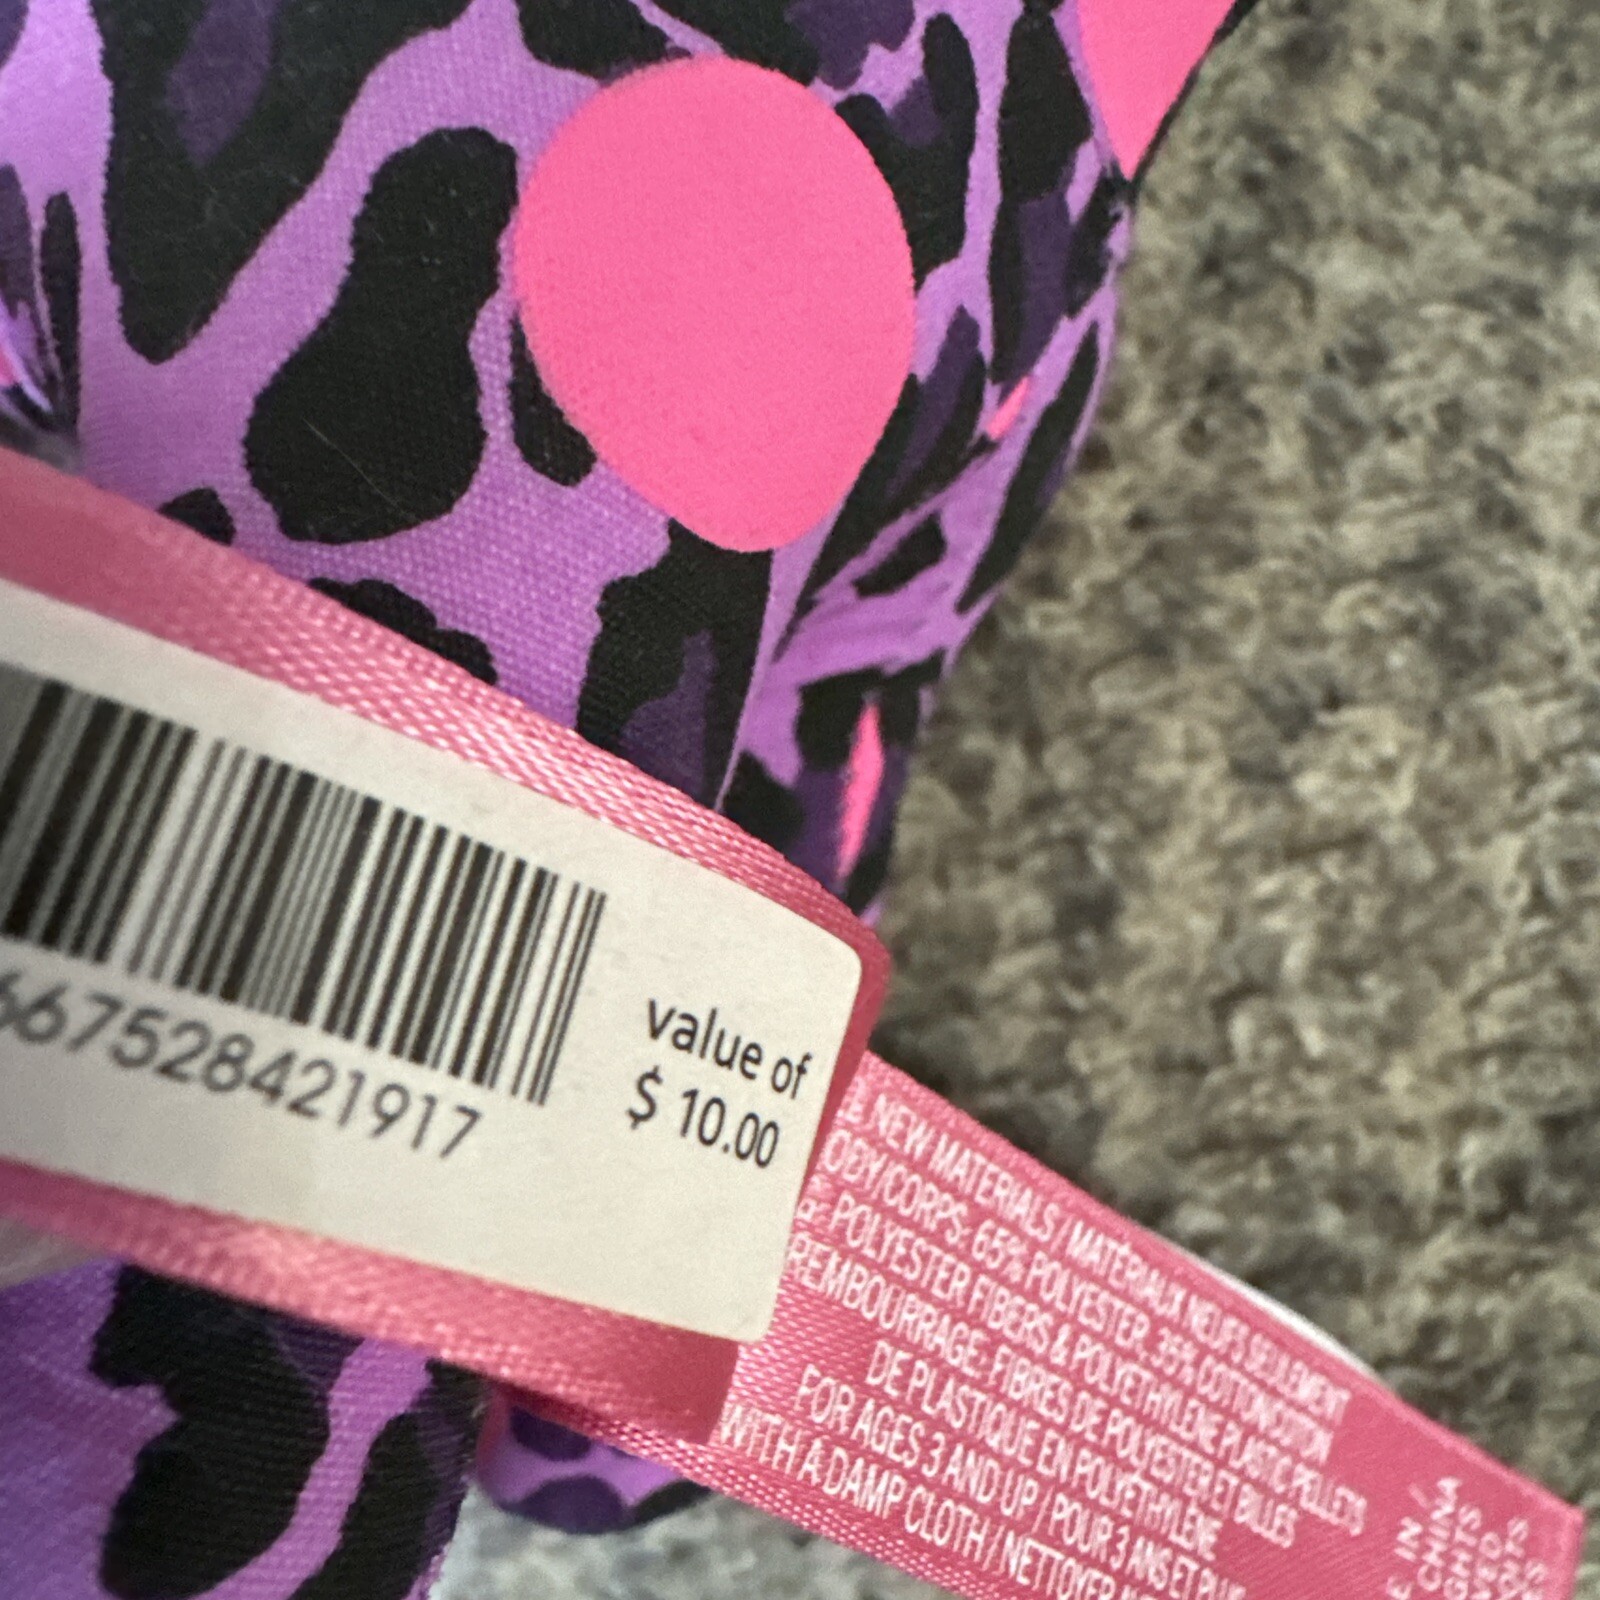 667528421917
value of
$ 10.00
NEW MATERIALS / MATÉRIAUX NEUFS SEULEMENT
ODY/CORPS: 65% POLYESTER, 35% COTTON/COTON
POLYESTER FIBERS & POLYETHYLENE PLASTIC PELLETS
REMBOURRAGE: FIBRES DE POLYESTER ET BILLES
DE PLASTIQUE EN POLYÉTHYLÈNE
FOR AGES 3 AND UP / POUR 3 ANS ET PLUS
WITH A DAMP CLOTH / NETTOYER
E IN
CHINA